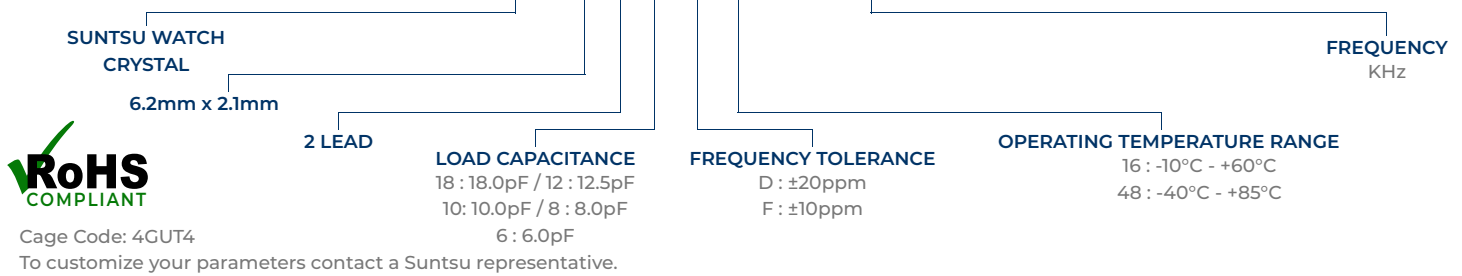 SUNTSU WATCH
CRYSTAL
6.2mm x 2.1mm
2 LEAD
LOAD CAPACITANCE
18 : 18.0pF / 12 : 12.5pF
10: 10.0pF / 8 : 8.0pF
6 : 6.0pF
FREQUENCY TOLERANCE
D : ±20ppm
F : ±10ppm
OPERATING TEMPERATURE RANGE
16 : -10°C - +60°C
48 : -40°C - +85°C
FREQUENCY
KHz
RoHS
COMPLIANT
Cage Code: 4GUT4
To customize your parameters contact a Suntsu representative.